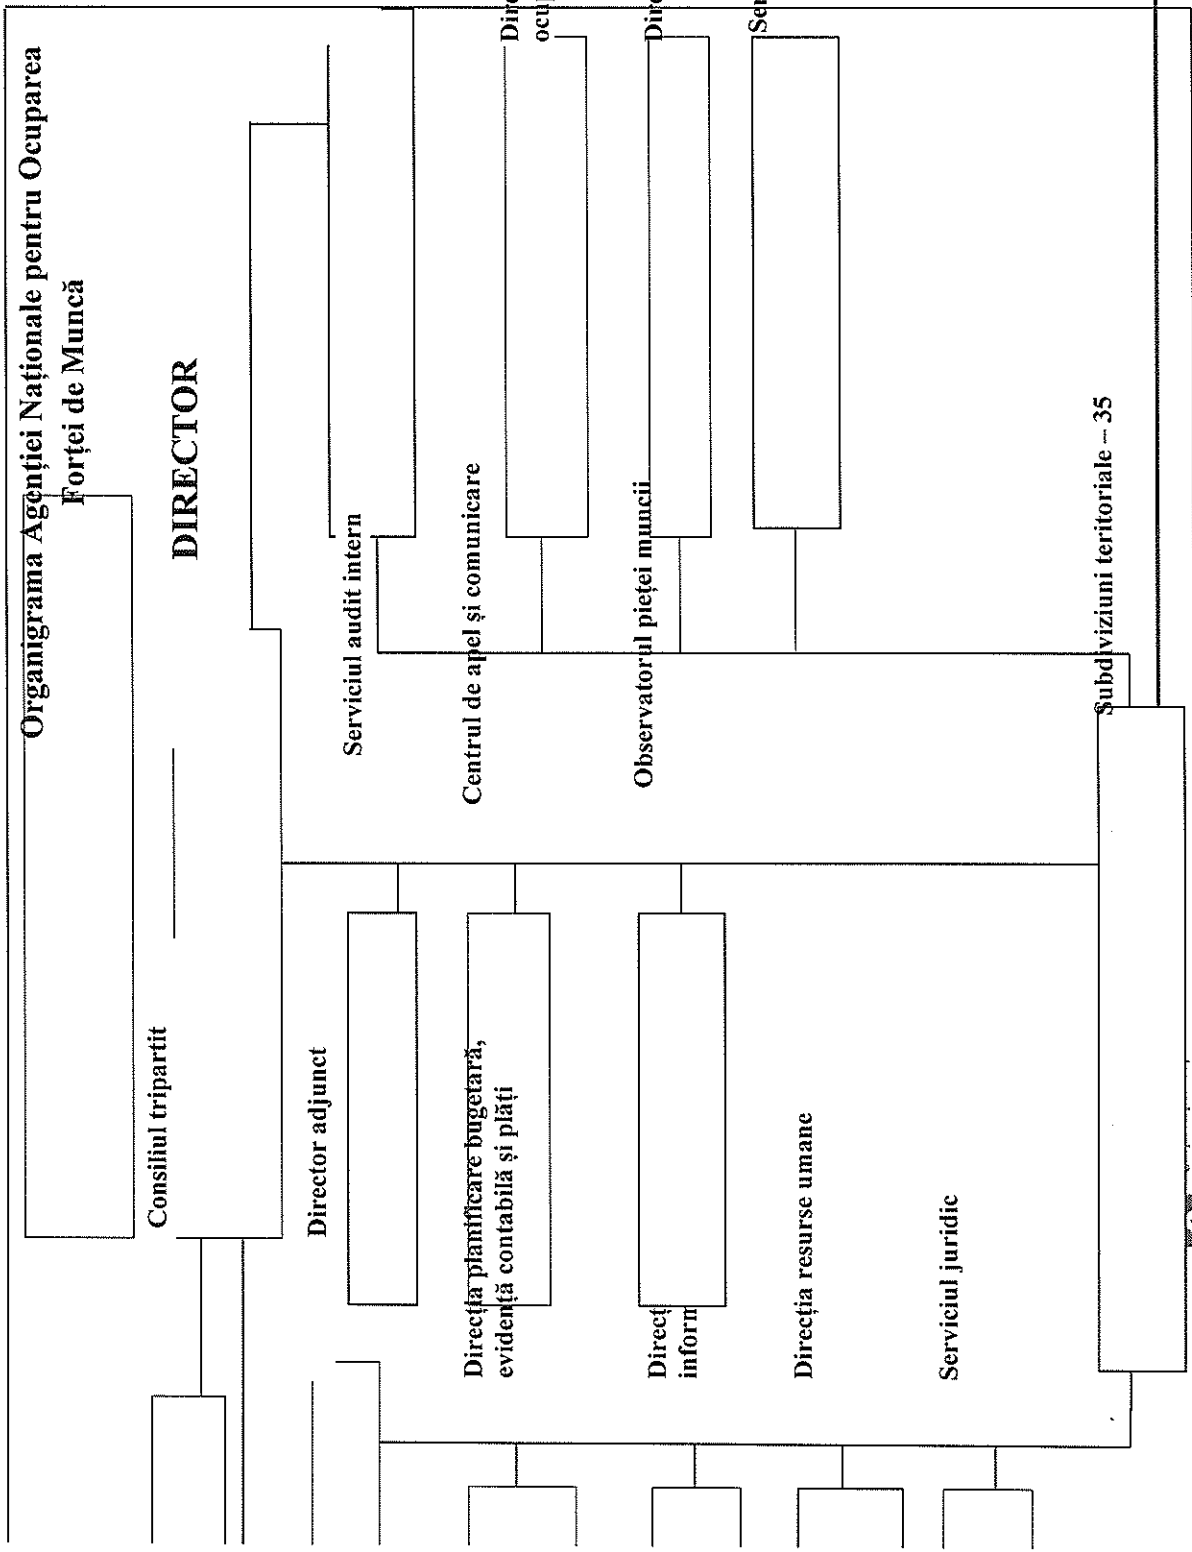 Organigrama Agenției Naționale pentru Ocuparea
Forței de Muncă
Consiliul tripartit
DIRECTOR
Director adjunct
Serviciul audit intern
Direcția planificare bugetară,
evidență contabilă și plăți
Centrul de apel și comunicare
Observatorul pieței muncii
Direcția resurse umane
Serviciul juridic
Subdiviziuni teritoriale – 35